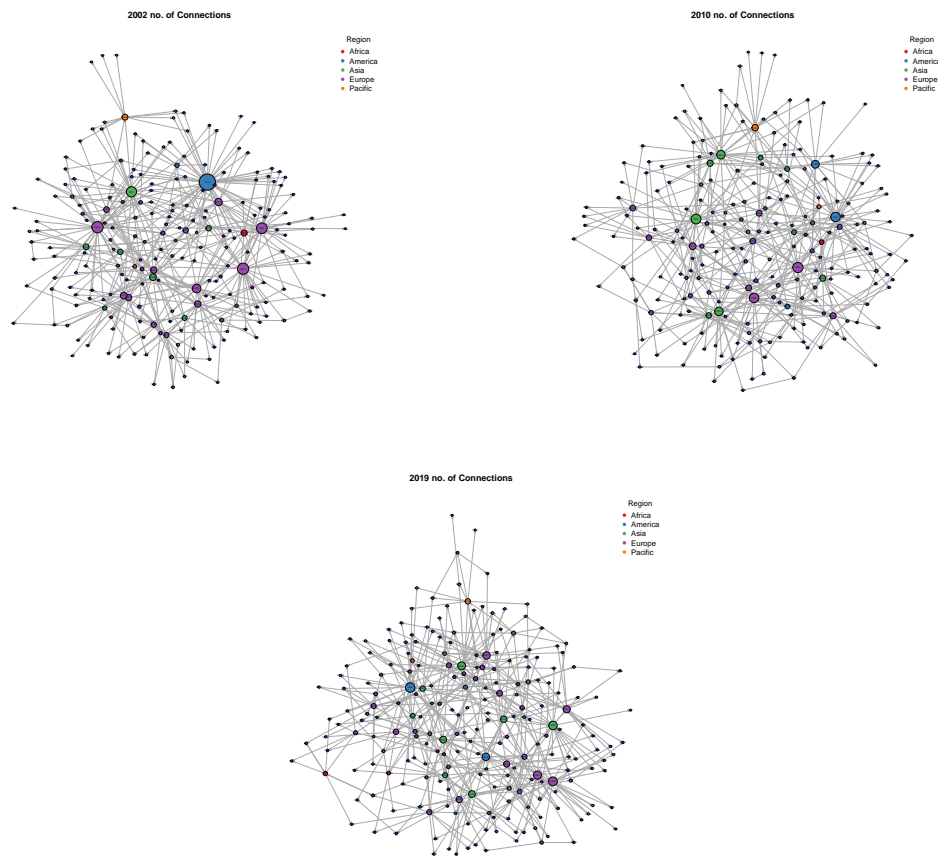 2002 no. of Connections
Region
Africa
America
Asia
Europe
Pacific
2010 no. of Connections
Region
Africa
America
Asia
Europe
Pacific
2019 no. of Connections
Region
Africa
America
Asia
Europe
Pacific